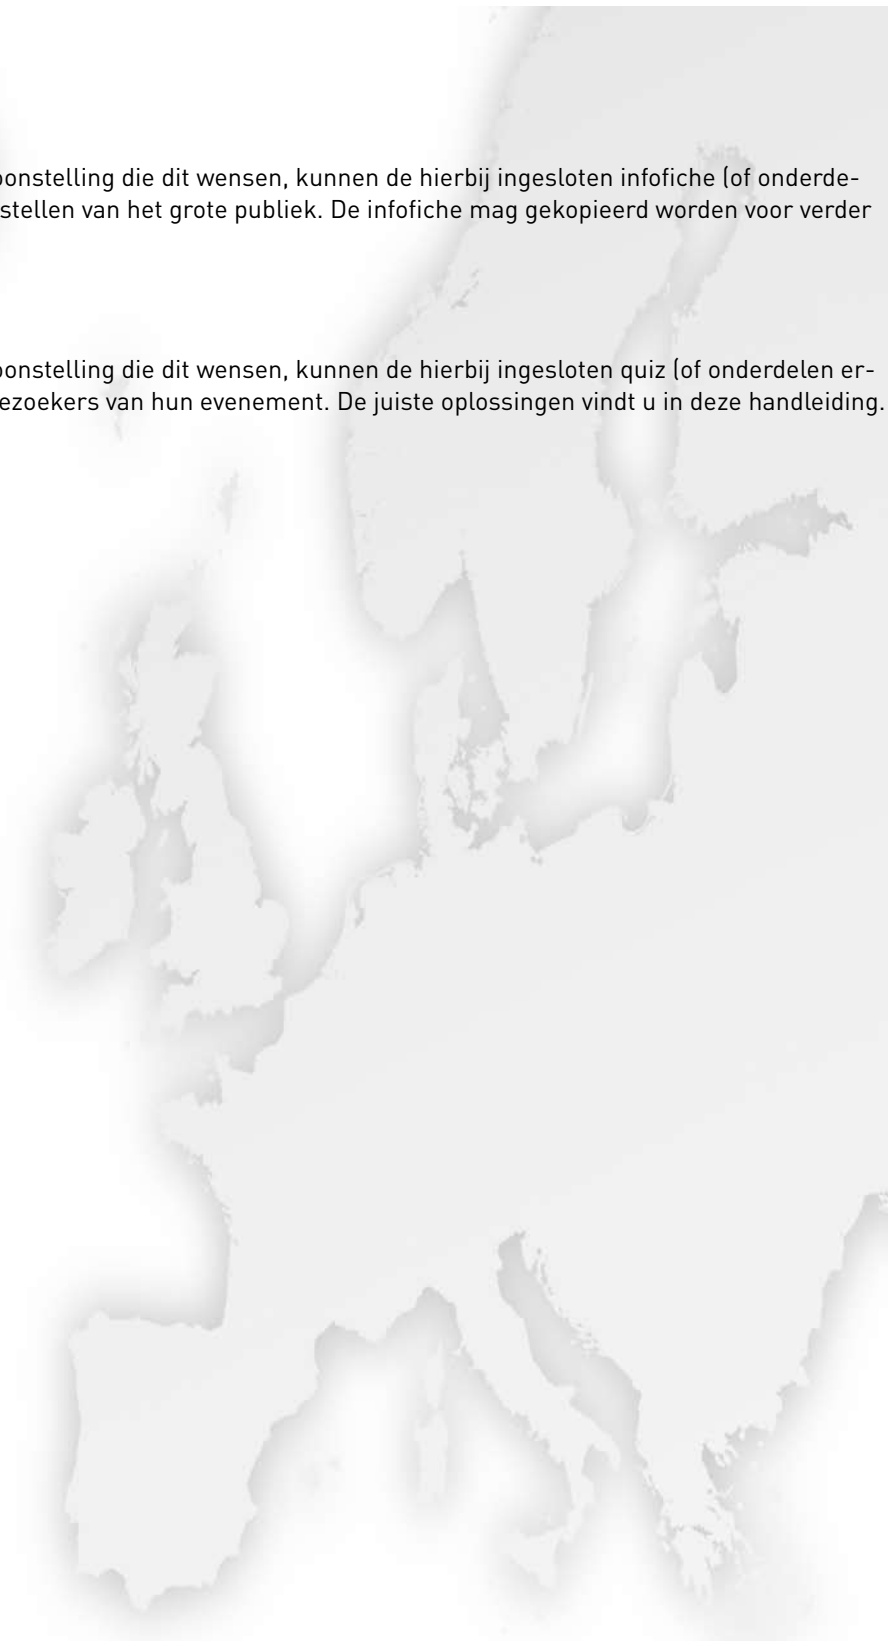 oonstelling die dit wensen, kunnen de hierbij ingesloten infofiche (of onderde-
stellen van het grote publiek. De infofiche mag gekopieerd worden voor verder
oonstelling die dit wensen, kunnen de hierbij ingesloten quiz (of onderdelen er-
ezoekers van hun evenement. De juiste oplossingen vindt u in deze handleiding.